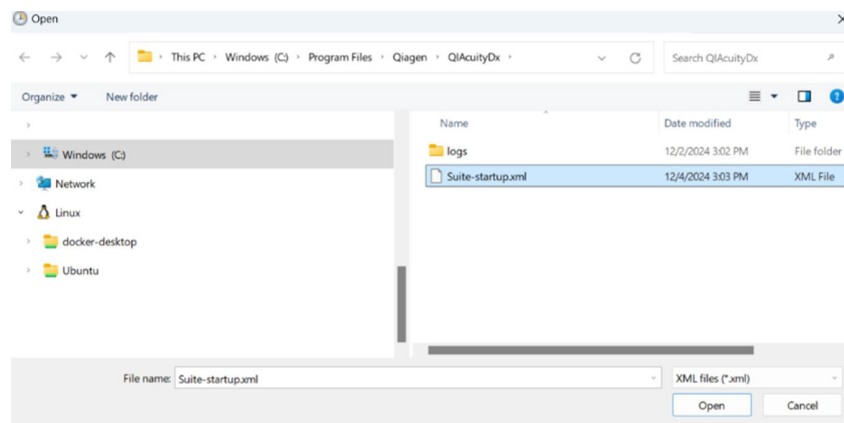 Open
This PC > Windows (C:) > Program Files > Qiagen > QIAcuityDx >
Search QIAcuityDx
Organize
New folder
Name
Date modified
Type
logs
12/2/2024 3:02 PM
File folder
Suite-startup.xml
12/4/2024 3:03 PM
XML File
Windows (C:)
Network
Linux
docker-desktop
Ubuntu
File name: Suite-startup.xml
XML files (*.xml)
Open
Cancel